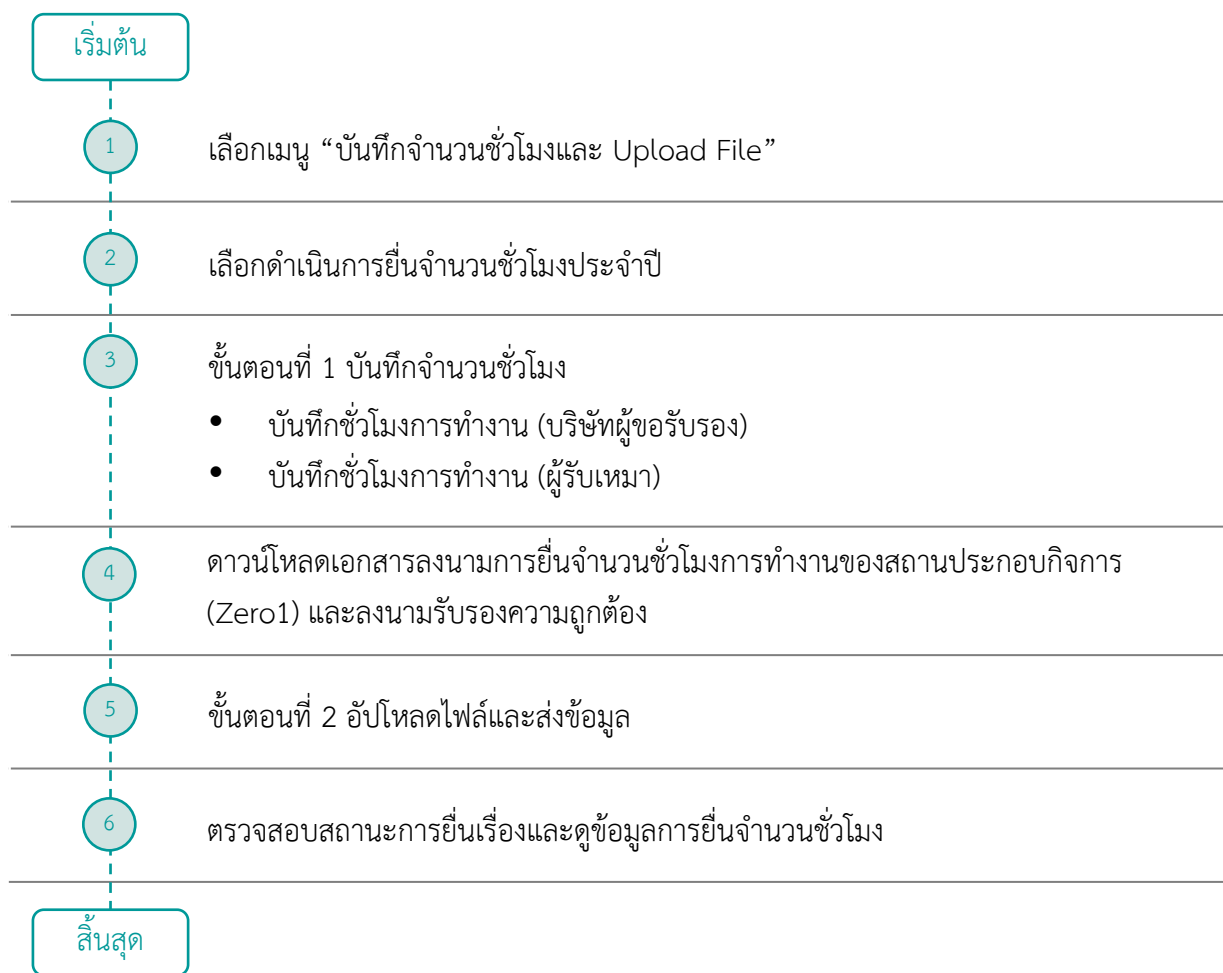 เริ่มต้น
1
เลือกเมนู “บันทึกจำนวนชั่วโมงและ Upload File”
2
เลือกดำเนินการยื่นจำนวนชั่วโมงประจำปี
3
ขั้นตอนที่ 1 บันทึกจำนวนชั่วโมง
• บันทึกชั่วโมงการทำงาน (บริษัทผู้ขอรับรอง)
• บันทึกชั่วโมงการทำงาน (ผู้รับเหมา)
4
ดาวน์โหลดเอกสารลงนามการยื่นจำนวนชั่วโมงการทำงานของสถานประกอบกิจการ
(Zero1) และลงนามรับรองความถูกต้อง
5
ขั้นตอนที่ 2 อัปโหลดไฟล์และส่งข้อมูล
6
ตรวจสอบสถานะการยื่นเรื่องและดูข้อมูลการยื่นจำนวนชั่วโมง
สิ้นสุด